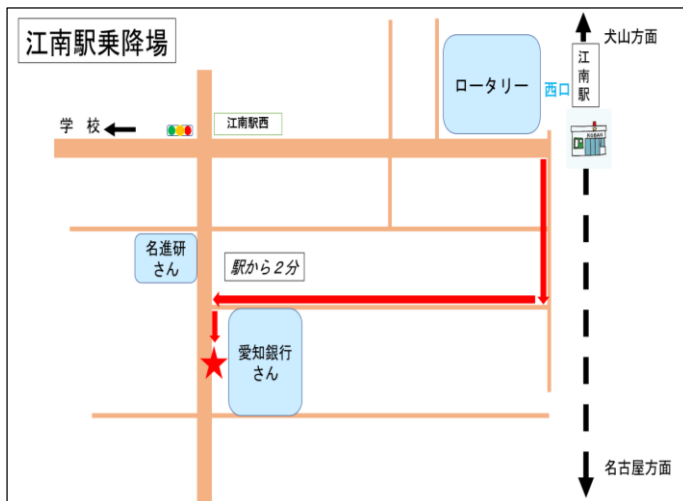 江南駅乗降場
犬山方面
江南駅
西口
ロータリー
学 校
江南駅西
KOBAN
名進研
さん
駅から2分
愛知銀行
さん
名古屋方面